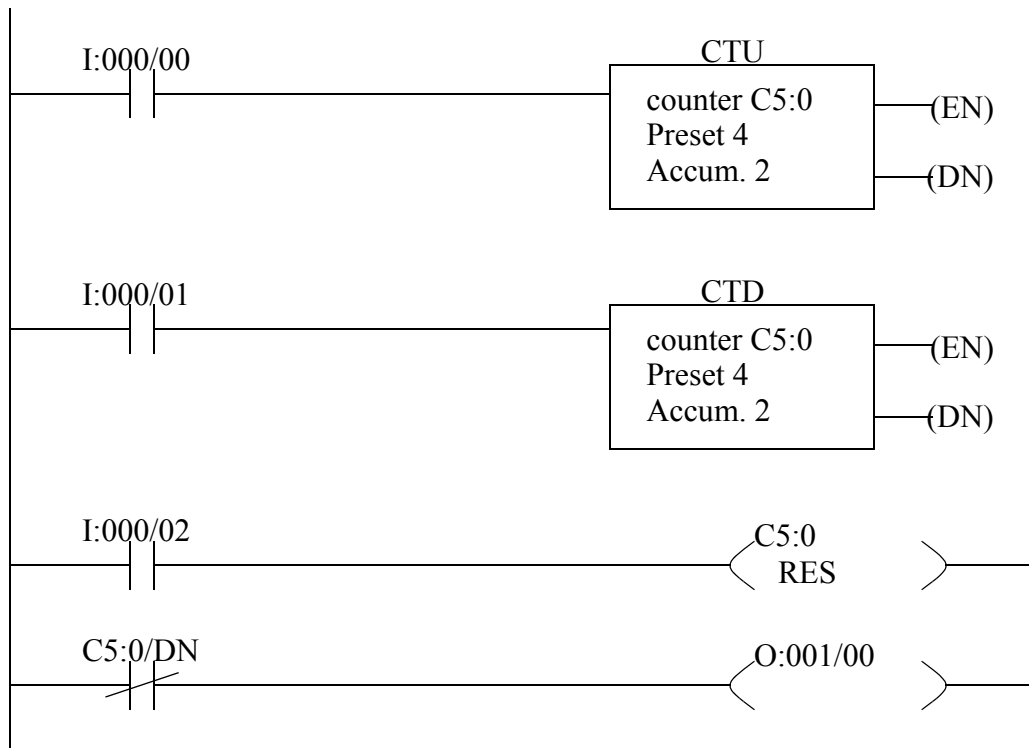 I:000/00
CTU
counter C5:0
Preset 4
Accum. 2
(EN)
(DN)
I:000/01
CTD
counter C5:0
Preset 4
Accum. 2
(EN)
(DN)
I:000/02
C5:0
RES
C5:0/DN
O:001/00